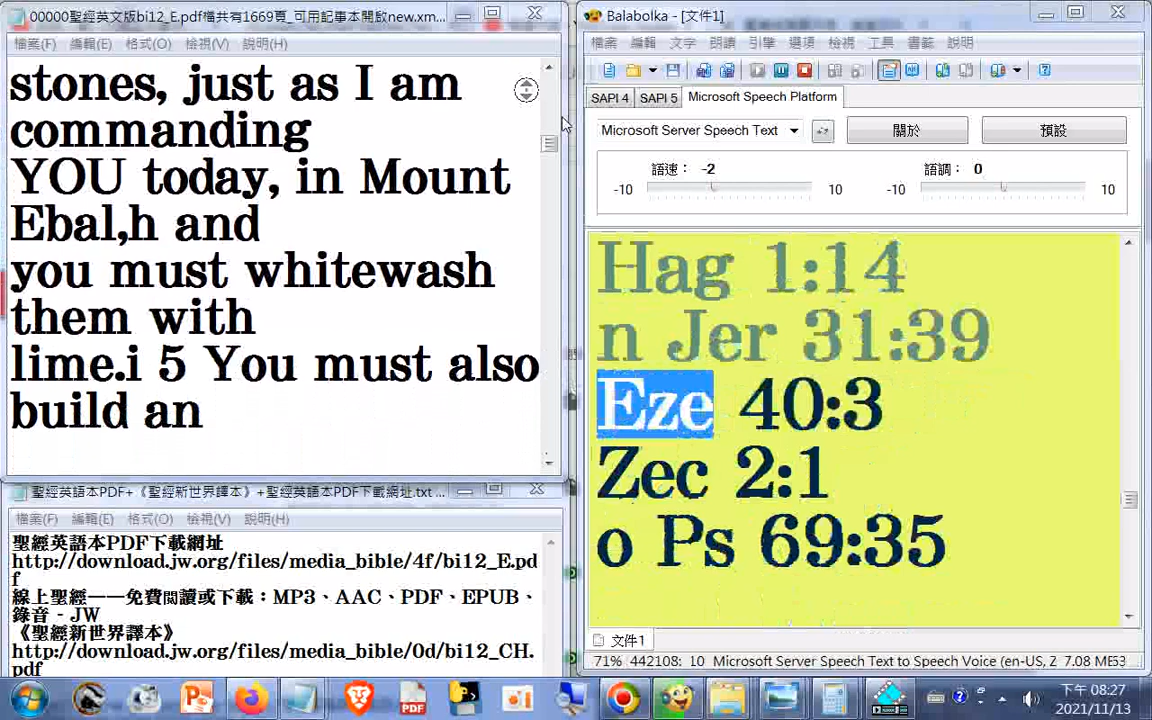 00000聖經英文版bi12_E.pdf檔共有1669頁_可用記事本開啟new.xm...
檔案(F) 編輯(E) 格式(O) 檢視(V) 說明(H)
stones, just as I am
commanding
YOU today, in Mount
Ebal,h and
you must whitewash
them with
lime.i 5 You must also
build an
聖經英語本PDF+《聖經新世界譯本》+聖經英語本PDF下載網址.txt ...
檔案(F) 編輯(E) 格式(O) 檢視(V) 說明(H)
聖經英語本PDF下載網址
http://download.jw.org/files/media_bible/4f/bi12_E.pd
f
線上聖經——免費閱讀或下載：MP3、AAC、PDF、EPUB、
錄音 - JW
《聖經新世界譯本》
http://download.jw.org/files/media_bible/0d/bi12_CH.
pdf
Balabolka - [文件1]
檔案 編輯 文字 朗讀 引擎 選項 檢視 工具 書籤 說明
SAPI 4 SAPI 5 Microsoft Speech Platform
Microsoft Server Speech Text 關於 預設
語速： -2 語調： 0
-10 10 -10 10
Hag 1:14
n Jer 31:39
Eze 40:3
Zec 2:1
o Ps 69:35
文件1
71% 442108: 10 Microsoft Server Speech Text to Speech Voice (en-US, Z 7.08 ME53
下午 08:27
2021/11/13